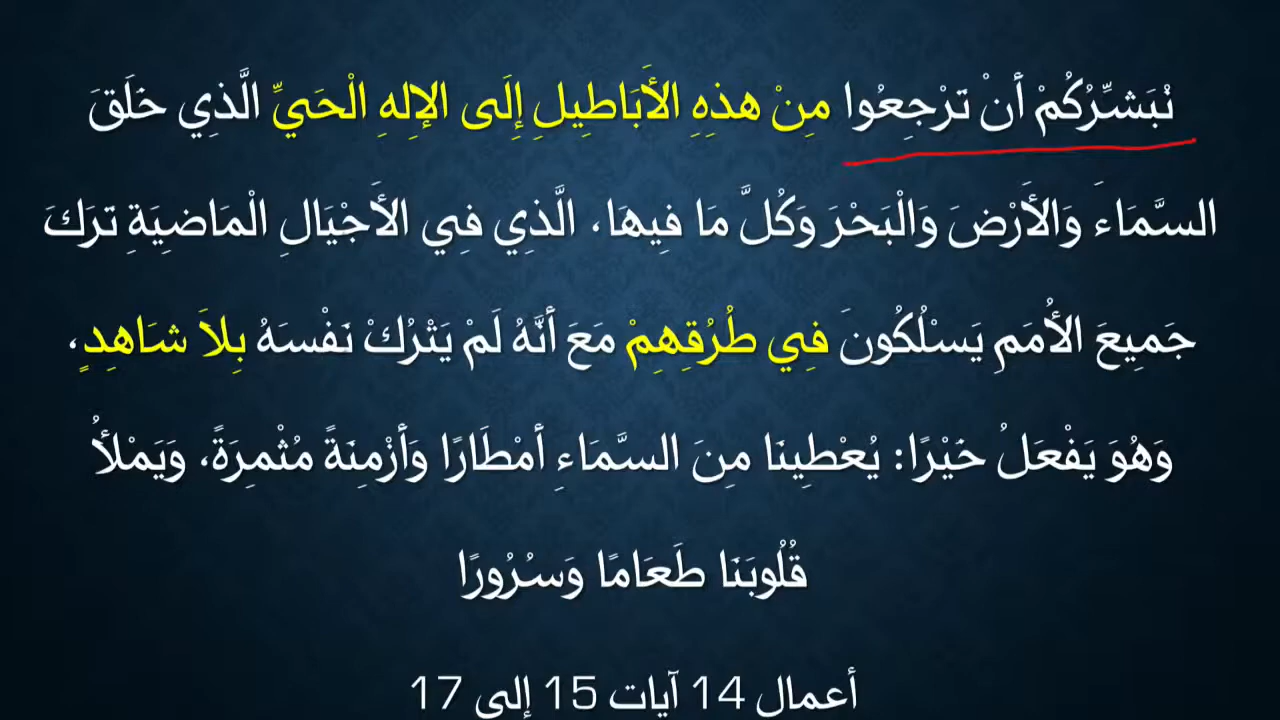 نُبَشِّرُكُمْ أَنْ تَرْجِعُوا مِنْ هذِهِ الأَبَاطِيلِ إِلَى الإِلهِ الْحَيِّ الَّذِي خَلَقَ
السَّمَاءَ وَالأَرْضَ وَالْبَحْرَ وَكُلَّ مَا فِيهَا، الَّذِي فِي الأَجْيَالِ الْمَاضِيَةِ تَرَكَ
جَمِيعَ الأُمَمِ يَسْلُكُونَ فِي طُرُقِهِمْ مَعَ أَنَّهُ لَمْ يَتْرُكْ نَفْسَهُ بِلاَ شَاهِدٍ،
وَهُوَ يَفْعَلُ خَيْرًا: يُعْطِينَا مِنَ السَّمَاءِ أَمْطَارًا وَأَزْمِنَةً مُثْمِرَةً، وَيَمْلأُ
قُلُوبَنَا طَعَامًا وَسُرُورًا
أعمال 14 آيات 15 إلى 17